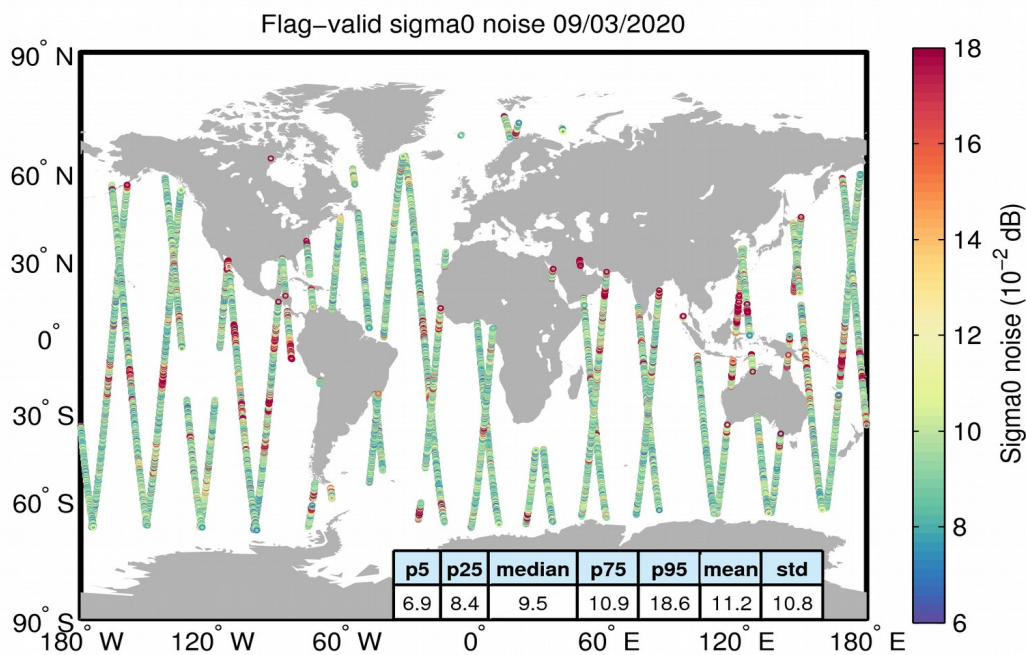 Flag−valid sigma0 noise 09/03/2020
90° N
60° N
30° N
0°
30° S
60° S
90° S
180° W
120° W
60° W
0°
60° E
120° E
180° E
p5 p25 median p75 p95 mean std
6.9 8.4 9.5 10.9 18.6 11.2 10.8
18
16
14
12
10
8
6
Sigma0 noise (10⁻² dB)